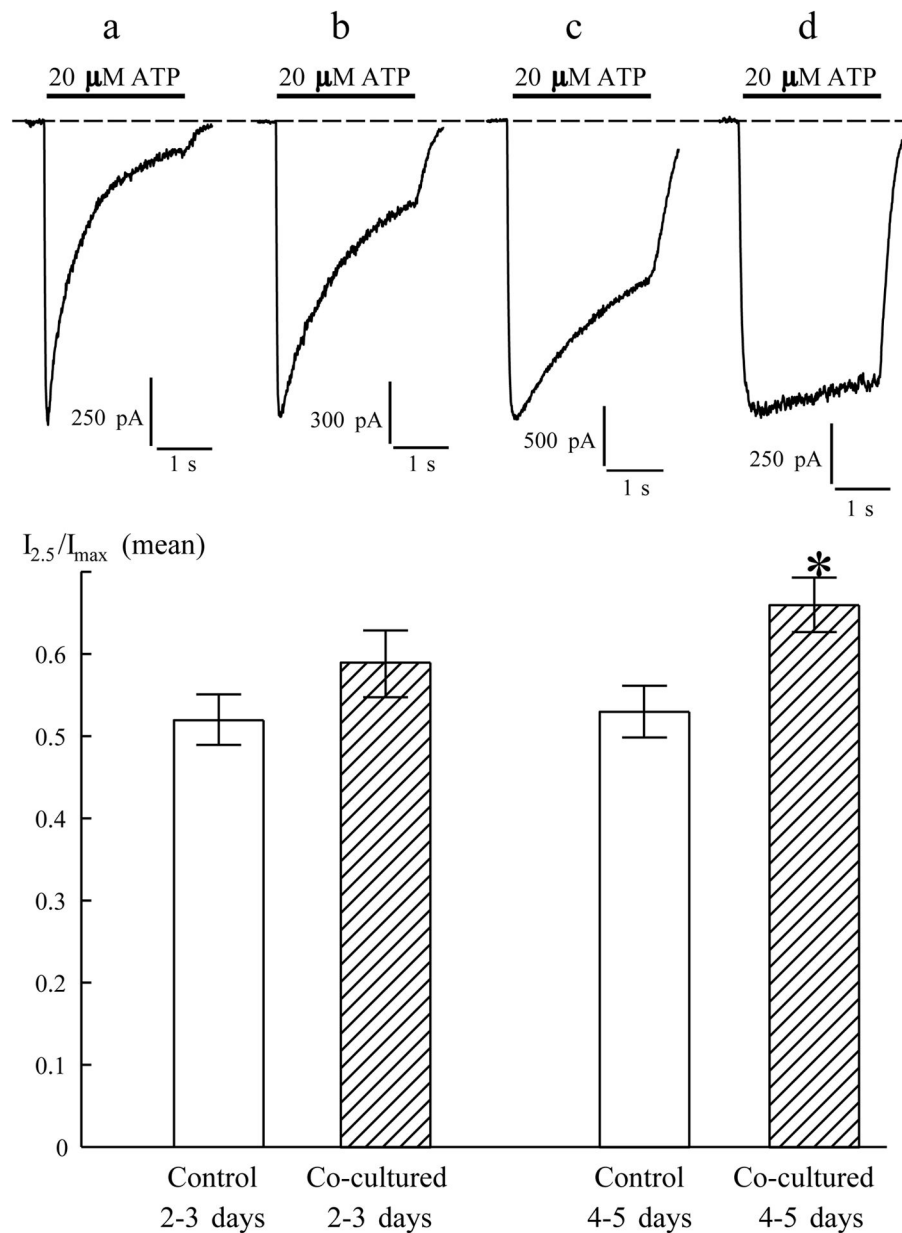 a b c d
20 μM ATP 20 μM ATP 20 μM ATP 20 μM ATP
250 pA 300 pA 500 pA 250 pA
1 s 1 s 1 s 1 s
I2.5/Imax (mean)
*
0.6
0.5
0.4
0.3
0.2
0.1
0
Control Co-cultured Control Co-cultured
2-3 days 2-3 days 4-5 days 4-5 days